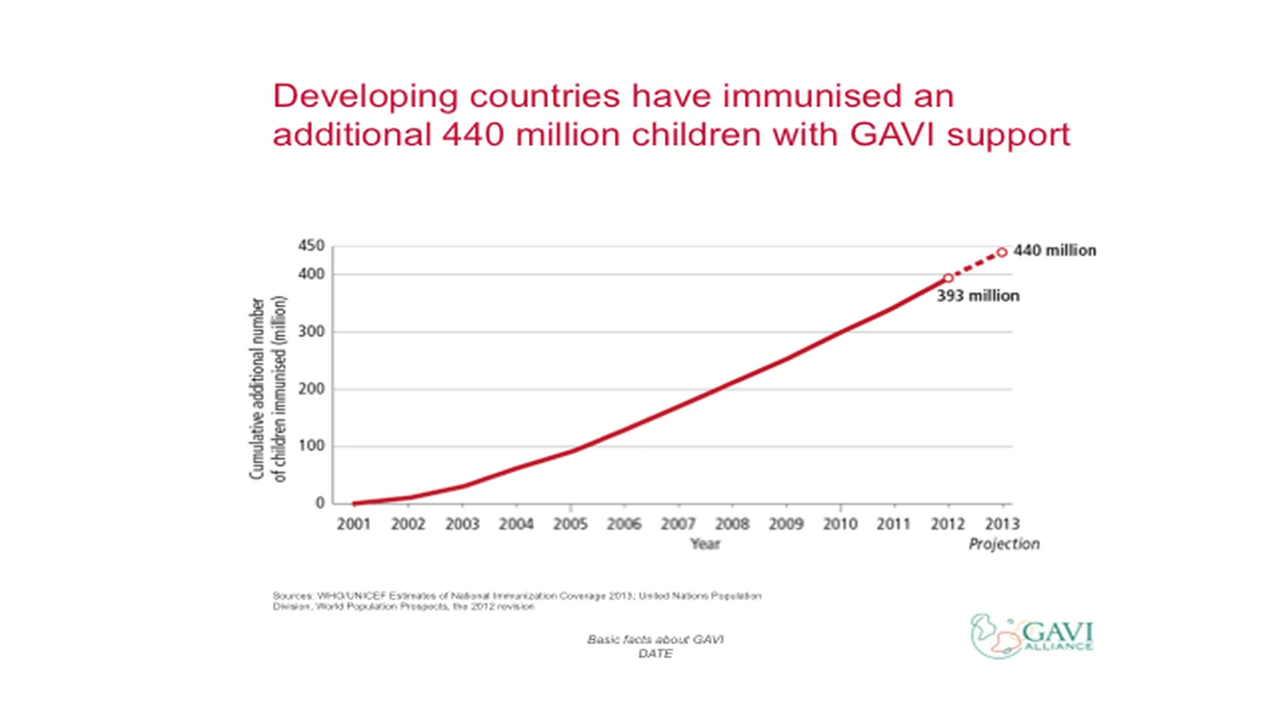 Developing countries have immunised an
additional 440 million children with GAVI support
450
400
300
200
100
0
Cumulative additional number
of children immunised (million)
440 million
393 million
2001 2002 2003 2004 2005 2006 2007 2008 2009 2010 2011 2012 2013
Year
Projection
Sources: WHO/UNICEF Estimates of National Immunization Coverage 2013; United Nations Population
Division, World Population Prospects, the 2012 revision
Basic facts about GAVI
DATE
GAVI
ALLIANCE